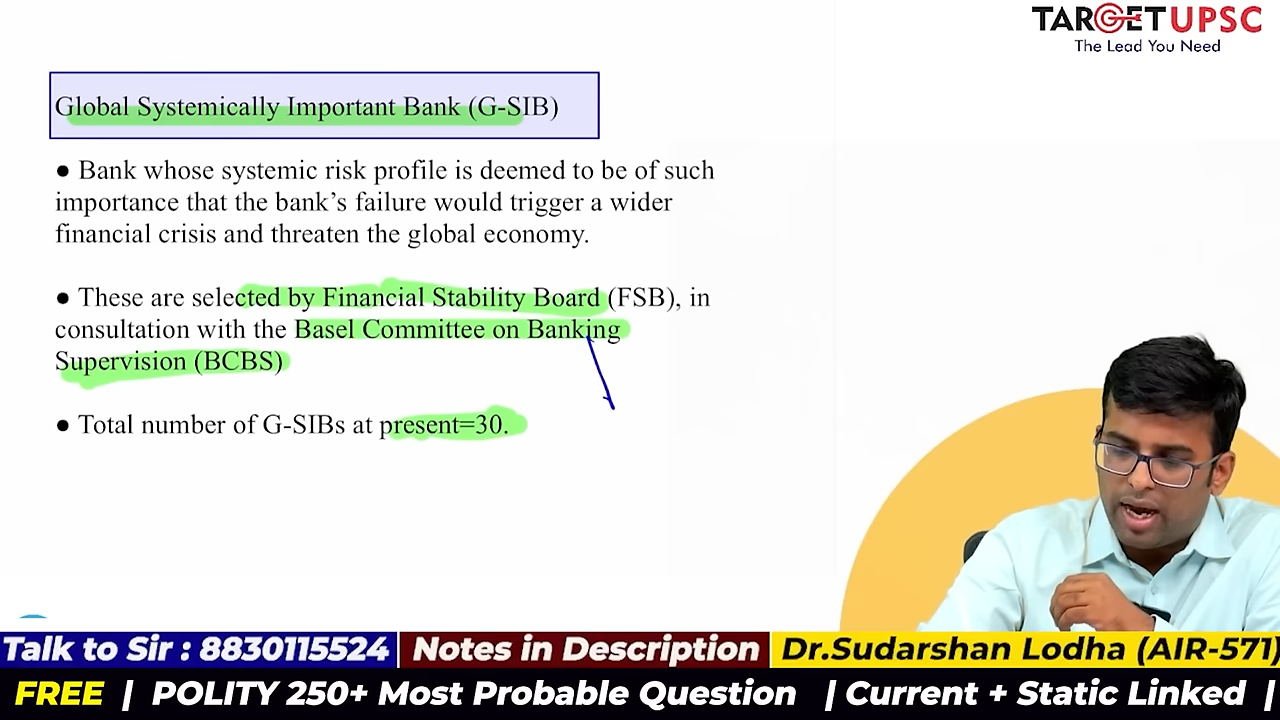 TARGET UPSC
The Lead You Need
Global Systemically Important Bank (G-SIB)
● Bank whose systemic risk profile is deemed to be of such
importance that the bank’s failure would trigger a wider
financial crisis and threaten the global economy.
● These are selected by Financial Stability Board (FSB), in
consultation with the Basel Committee on Banking
Supervision (BCBS)
● Total number of G-SIBs at present=30.
Talk to Sir : 8830115524
Notes in Description
Dr.Sudarshan Lodha (AIR-571)
FREE | POLITY 250+ Most Probable Question | Current + Static Linked |